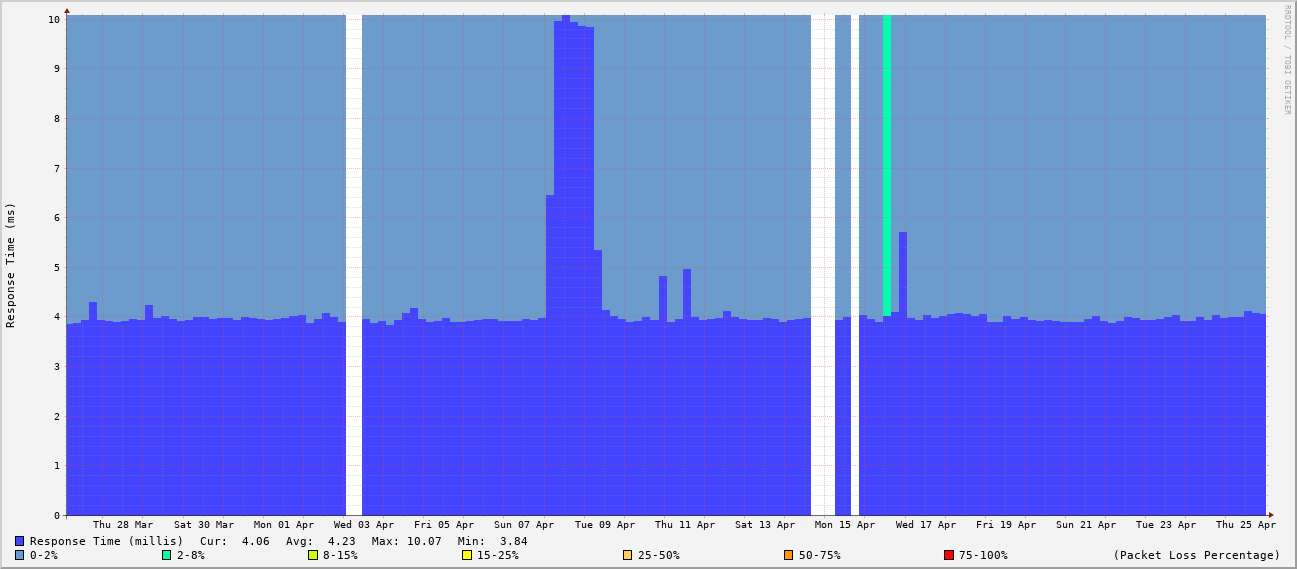 RRDTOOL / TOBI OETIKER
Response Time (ms)
10
9
8
7
6
5
4
3
2
1
0
Thu 28 Mar Sat 30 Mar Mon 01 Apr Wed 03 Apr Fri 05 Apr Sun 07 Apr Tue 09 Apr Thu 11 Apr Sat 13 Apr Mon 15 Apr Wed 17 Apr Fri 19 Apr Sun 21 Apr Tue 23 Apr Thu 25 Apr
Response Time (millis) Cur: 4.06 Avg: 4.23 Max: 10.07 Min: 3.84
0-2% 2-8% 8-15% 15-25% 25-50% 50-75% 75-100% (Packet Loss Percentage)